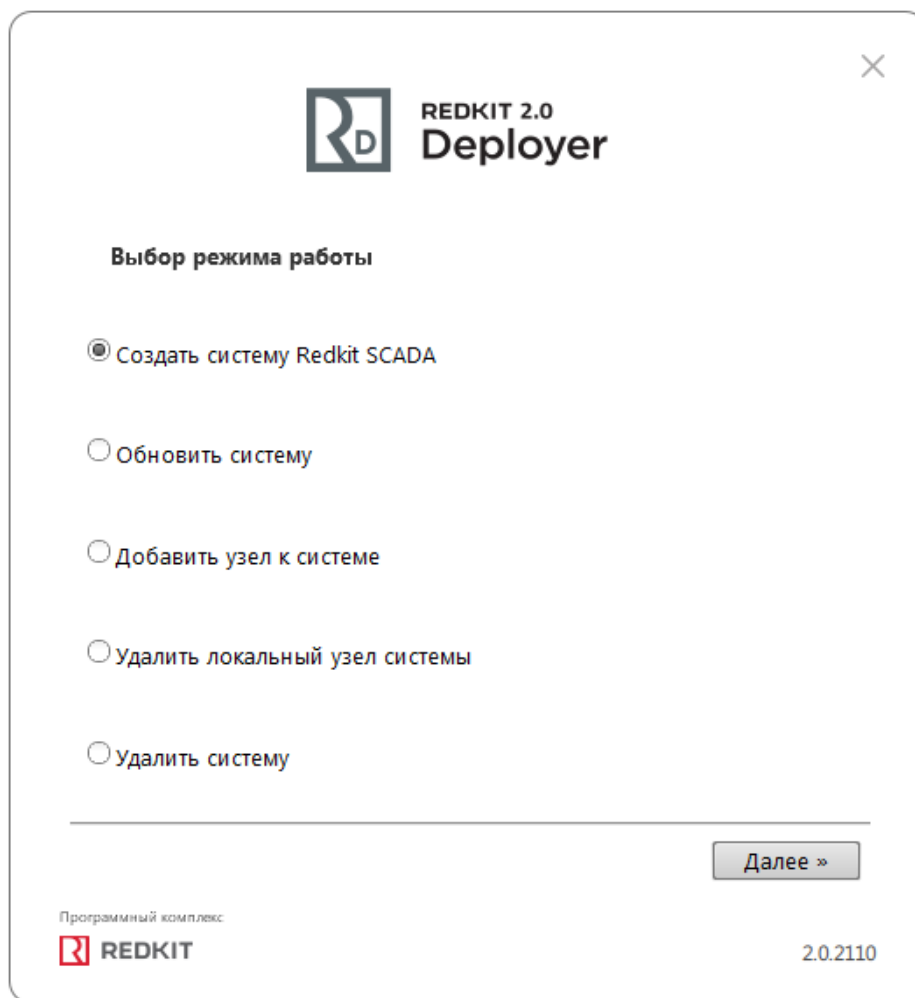 REDKIT 2.0
Deployer
Выбор режима работы
Создать систему Redkit SCADA
Обновить систему
Добавить узел к системе
Удалить локальный узел системы
Удалить систему
Далее »
Программный комплекс
REDKIT
2.0.2110